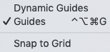 Dynamic Guides
✓ Guides ^⌥⌘G
Snap to Grid